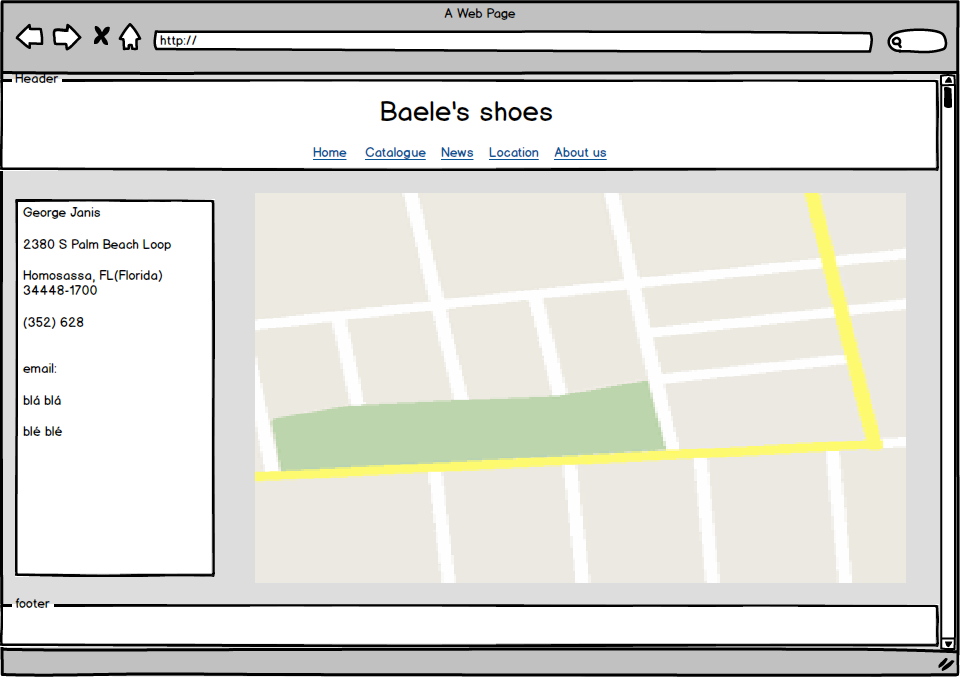 A Web Page
http://
Header
Baele's shoes
Home Catalogue News Location About us
George Janis
2380 S Palm Beach Loop
Homosassa, FL(Florida)
34448-1700
(352) 628
email:
blá blá
blé blé
footer